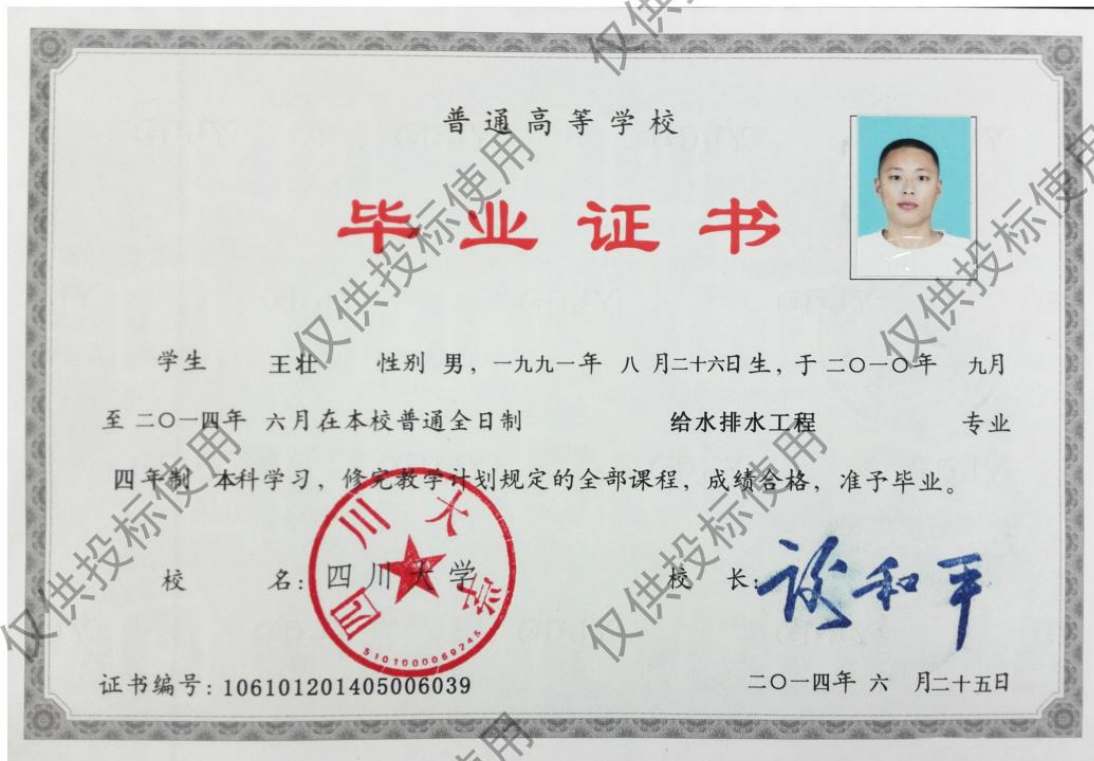 普通高等学校
毕业证书
学生 王壮 性别 男，一九九一年 八 月二十六日生，于 二〇一〇年 九月
至 二〇一四年 六月在本校普通全日制 给水排水工程 专业
四年制 本科学习，修完教学计划规定的全部课程，成绩合格，准予毕业。
校 名：四川大学
校 长：谢和平
四川大学
5101000069245
证书编号：106101201405006039
二〇一四年 六 月二十五日
仅供投标使用
仅供投标使用
仅供投标使用
仅供投标使用
仅供投标使用